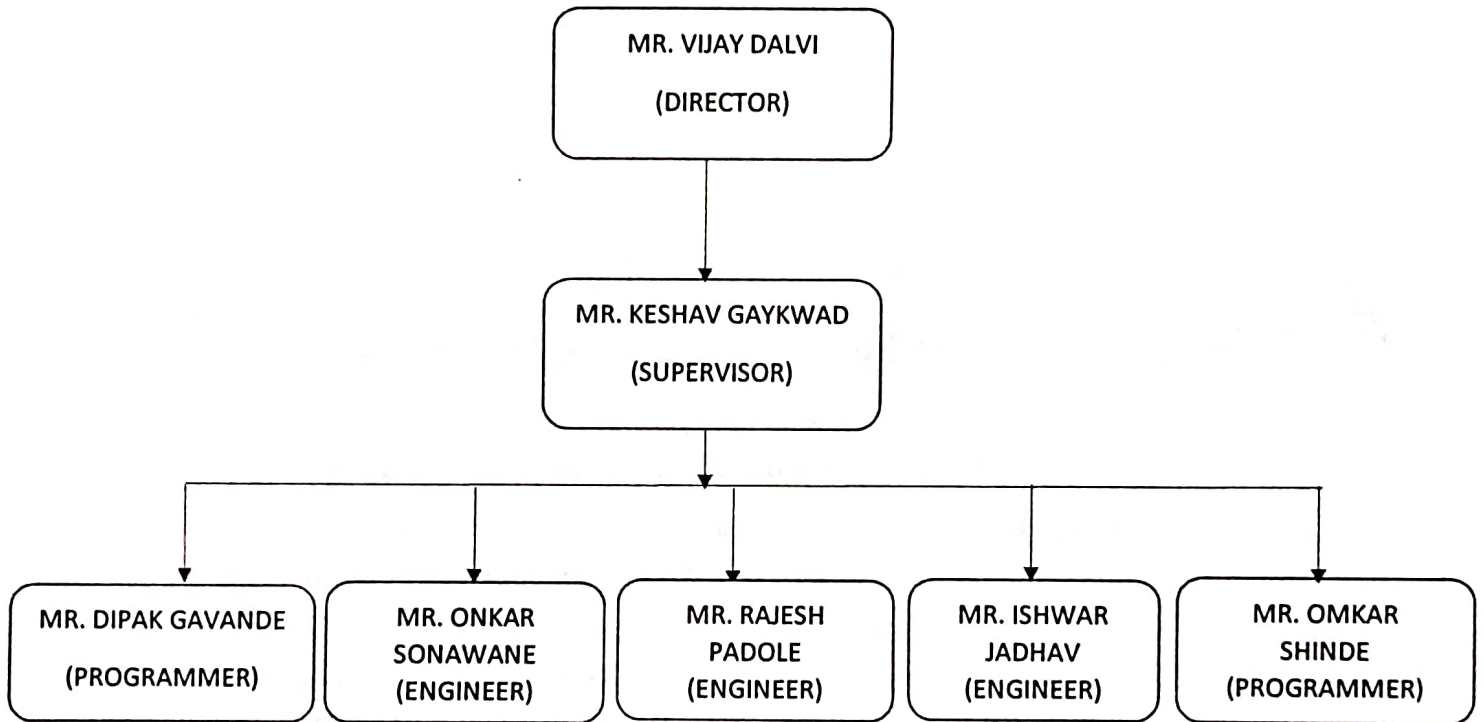 MR. VIJAY DALVI
(DIRECTOR)
MR. KESHAV GAYKWAD
(SUPERVISOR)
MR. DIPAK GAVANDE
(PROGRAMMER)
MR. ONKAR
SONAWANE
(ENGINEER)
MR. RAJESH
PADOLE
(ENGINEER)
MR. ISHWAR
JADHAV
(ENGINEER)
MR. OMKAR
SHINDE
(PROGRAMMER)